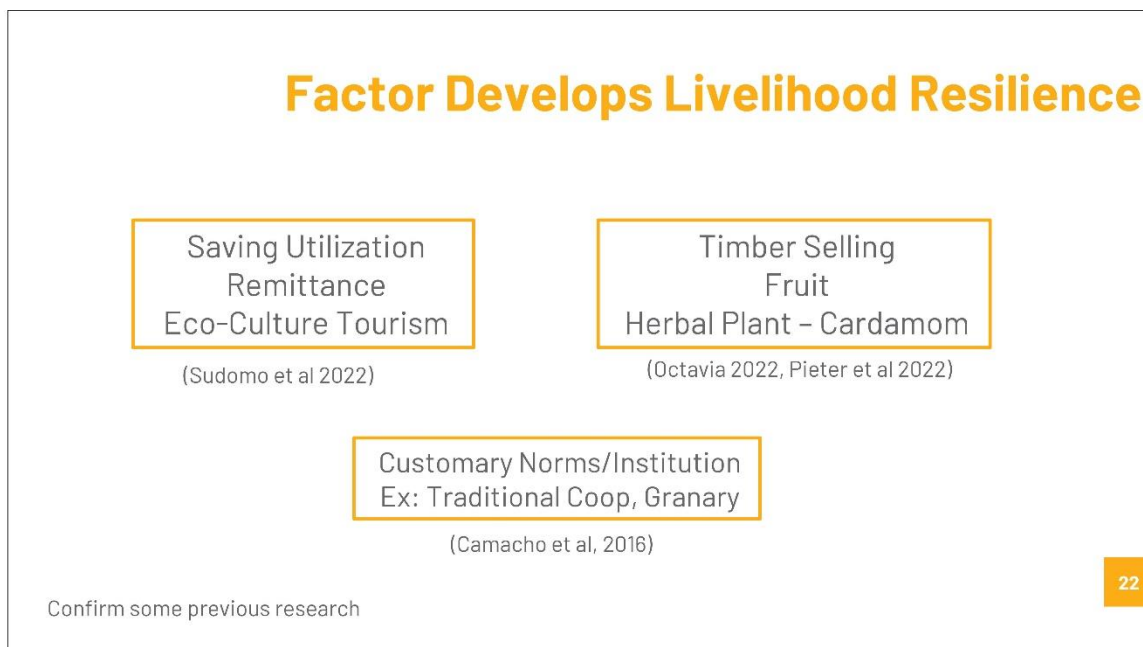 Factor Develops Livelihood Resilience
Saving Utilization
Remittance
Eco-Culture Tourism
(Sudomo et al 2022)
Timber Selling
Fruit
Herbal Plant – Cardamom
(Octavia 2022, Pieter et al 2022)
Customary Norms/Institution
Ex: Traditional Coop, Granary
(Camacho et al, 2016)
22
Confirm some previous research